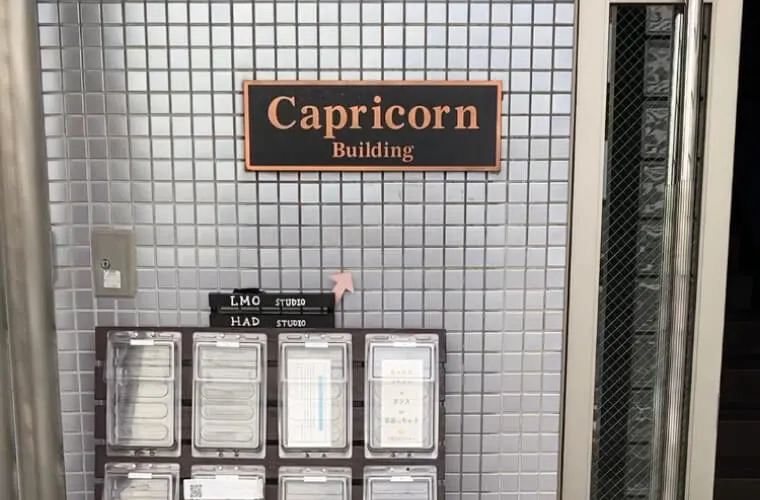 Capricorn
Building
LMO STUDIO
HAD STUDIO
ダンス